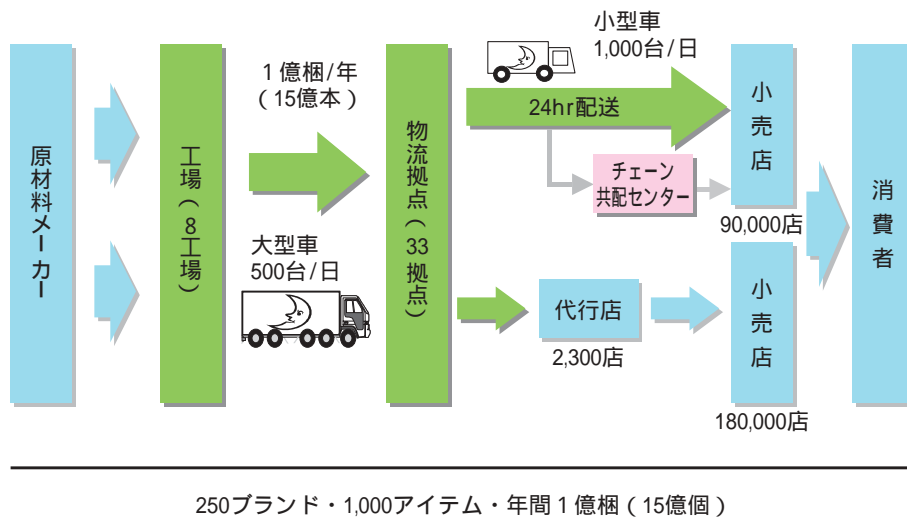 原材料メーカー
工場（8工場）
1億梱/年
（15億本）
大型車
500台/日
物流拠点（33拠点）
小型車
1,000台/日
24hr配送
チェーン
共配センター
小売店
90,000店
代行店
2,300店
小売店
180,000店
消費者
250ブランド・1,000アイテム・年間1億梱（15億個）